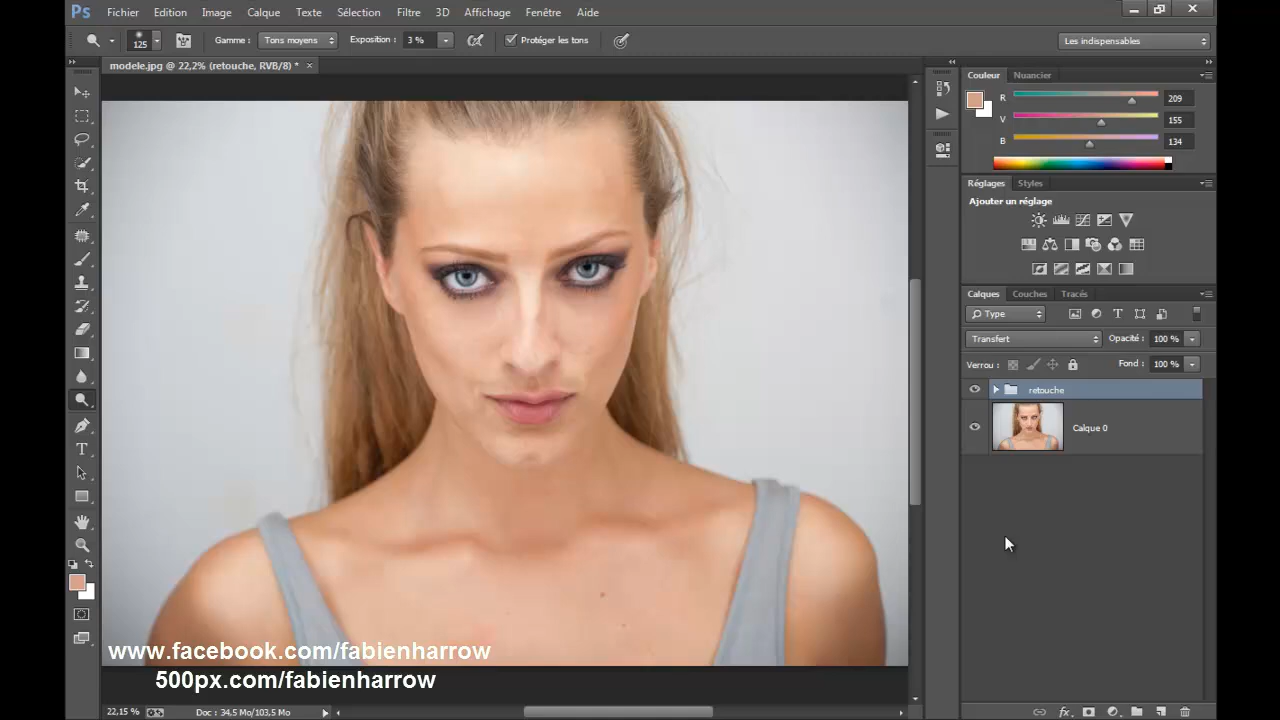 Ps Fichier Edition Image Calque Texte Sélection Filtre 3D Affichage Fenêtre Aide
125 Gamme : Tons moyens Exposition : 3 % Protéger les tons Les indispensables
modele.jpg @ 22,2% (retouche, RVB/8) * ×
Couleur Nuancier
R 209
V 155
B 134
Réglages Styles
Ajouter un réglage
Calques Couches Tracés
Type
Transfert Opacité : 100 %
Verrou : Fond : 100 %
retouche
Calque 0
www.facebook.com/fabienharrow
500px.com/fabienharrow
22,15 % Doc : 34,5 Mo/103,5 Mo